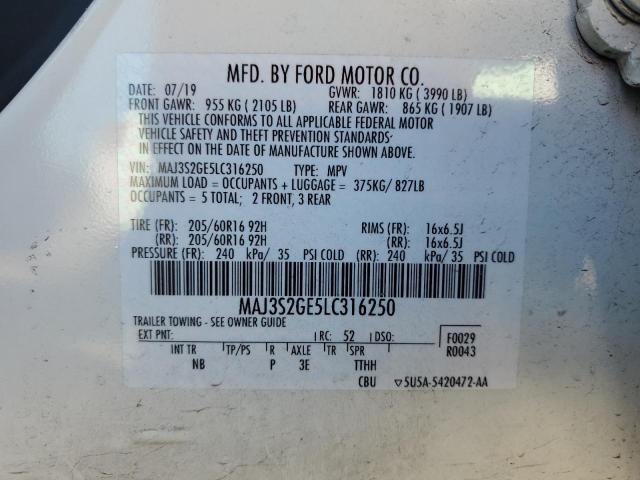 MFD. BY FORD MOTOR CO.
DATE: 07/19 GVWR: 1810 KG ( 3990 LB)
FRONT GAWR: 955 KG ( 2105 LB) REAR GAWR: 865 KG ( 1907 LB)
THIS VEHICLE CONFORMS TO ALL APPLICABLE FEDERAL MOTOR
VEHICLE SAFETY AND THEFT PREVENTION STANDARDS
IN EFFECT ON THE DATE OF MANUFACTURE SHOWN ABOVE.
VIN: MAJ3S2GE5LC316250 TYPE: MPV
MAXIMUM LOAD = OCCUPANTS + LUGGAGE = 375KG/ 827LB
OCCUPANTS = 5 TOTAL; 2 FRONT, 3 REAR
TIRE (FR): 205/60R16 92H RIMS (FR): 16x6.5J
(RR): 205/60R16 92H (RR): 16x6.5J
PRESSURE (FR): 240 kPa/ 35 PSI COLD (RR): 240 kPa/ 35 PSI COLD
MAJ3S2GE5LC316250
TRAILER TOWING - SEE OWNER GUIDE
EXT PNT: RC: 52 DSO: F0029
INT TR TP/PS R AXLE TR SPR R0043
NB P 3E TTHH
CBU ▽5U5A-5420472-AA